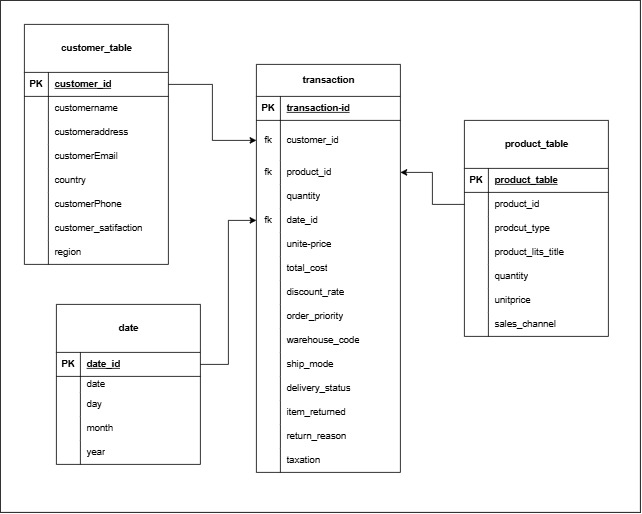 customer_table
PK customer_id
customername
customeraddress
customerEmail
country
customerPhone
customer_satifaction
region
transaction
PK transaction-id
fk customer_id
fk product_id
quantity
fk date_id
unite-price
total_cost
discount_rate
order_priority
warehouse_code
ship_mode
delivery_status
item_returned
return_reason
taxation
product_table
PK product_table
product_id
prodcut_type
product_lits_title
quantity
unitprice
sales_channel
date
PK date_id
date
day
month
year